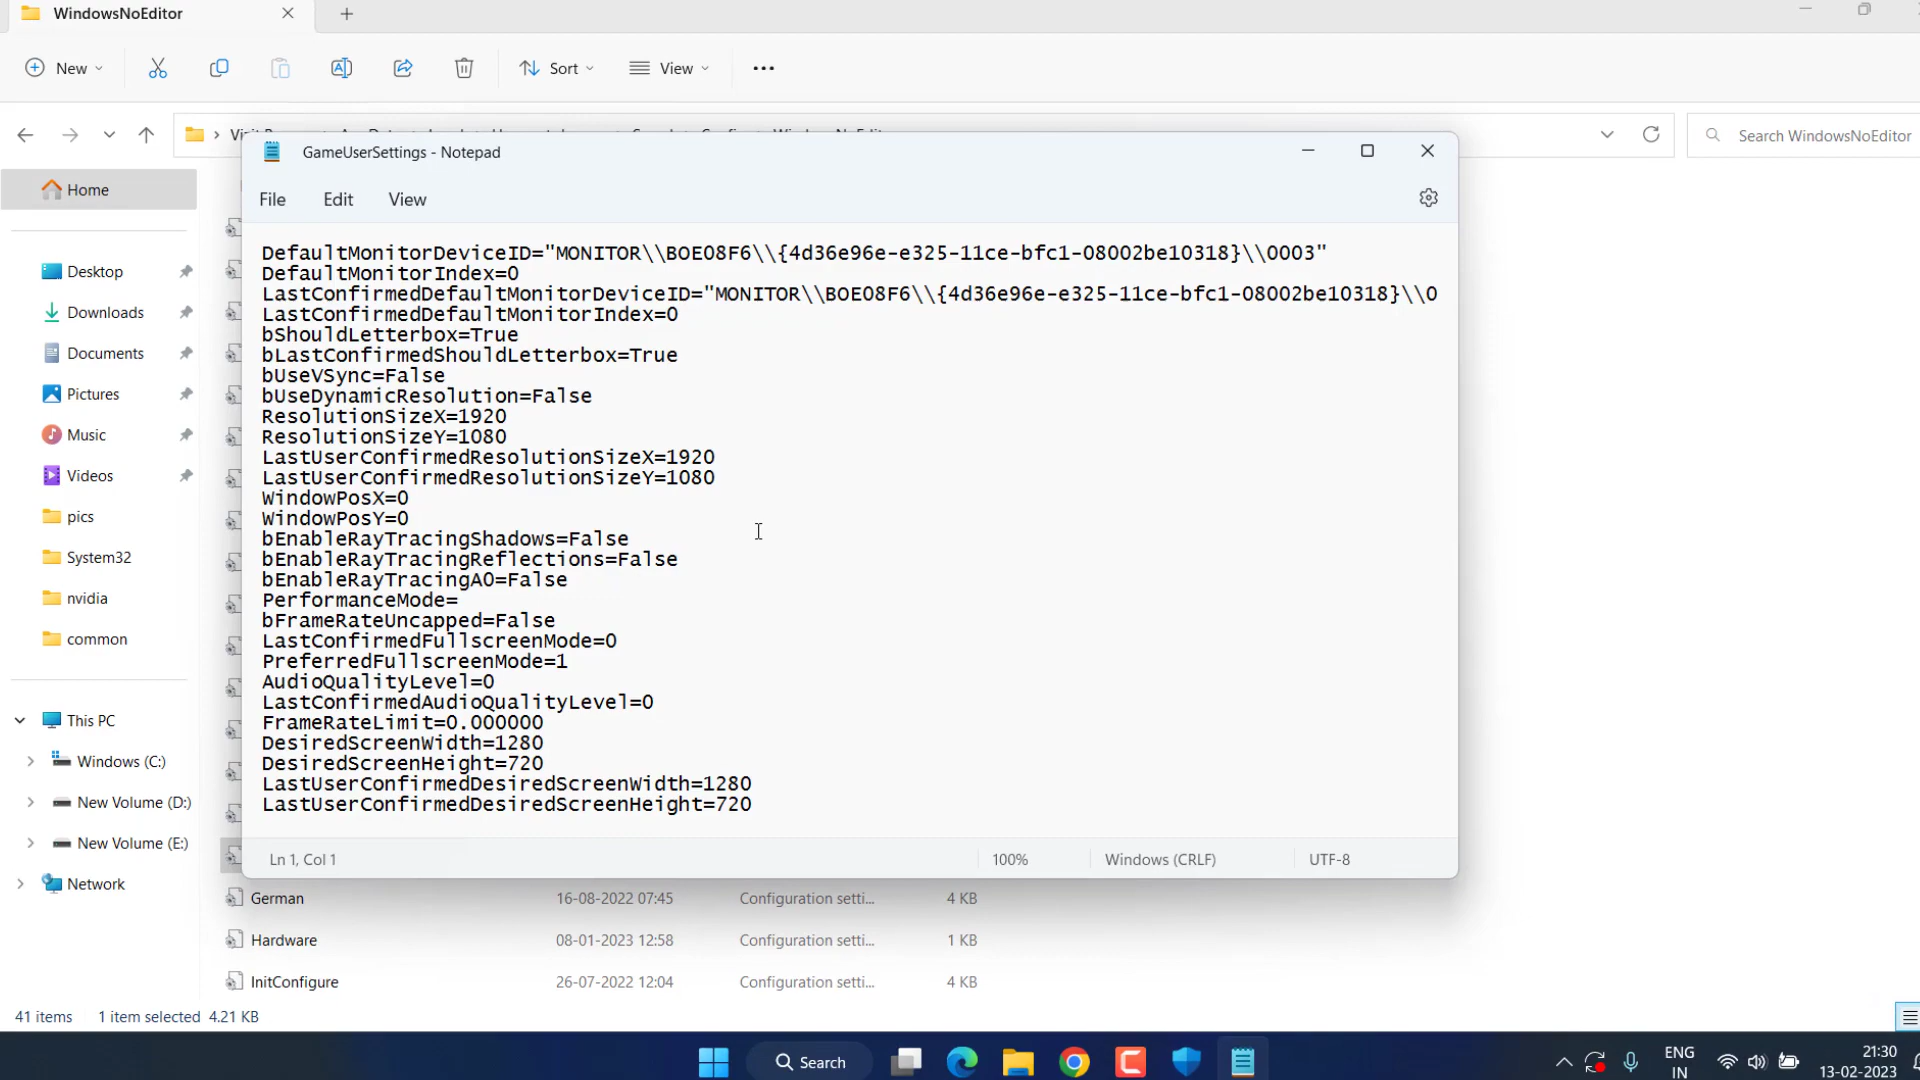 WindowsNoEditor
New
Sort
View
Search WindowsNoEditor
GameUserSettings - Notepad
File
Edit
View
DefaultMonitorDeviceID="MONITOR\\BOE08F6\\{4d36e96e-e325-11ce-bfc1-08002be10318}\\0003"
DefaultMonitorIndex=0
LastConfirmedDefaultMonitorDeviceID="MONITOR\\BOE08F6\\{4d36e96e-e325-11ce-bfc1-08002be10318}\\0
LastConfirmedDefaultMonitorIndex=0
bShouldLetterbox=True
bLastConfirmedShouldLetterbox=True
bUseVSync=False
bUseDynamicResolution=False
ResolutionSizeX=1920
ResolutionSizeY=1080
LastUserConfirmedResolutionSizeX=1920
LastUserConfirmedResolutionSizeY=1080
WindowPosX=0
WindowPosY=0
bEnableRayTracingShadows=False
bEnableRayTracingReflections=False
bEnableRayTracingAO=False
PerformanceMode=
bFrameRateUncapped=False
LastConfirmedFullscreenMode=0
PreferredFullscreenMode=1
AudioQualityLevel=0
LastConfirmedAudioQualityLevel=0
FrameRateLimit=0.000000
DesiredScreenWidth=1280
DesiredScreenHeight=720
LastUserConfirmedDesiredScreenWidth=1280
LastUserConfirmedDesiredScreenHeight=720
Ln 1, Col 1
100%
Windows (CRLF)
UTF-8
Home
Desktop
Downloads
Documents
Pictures
Music
Videos
pics
System32
nvidia
common
This PC
Windows (C:)
New Volume (D:)
New Volume (E:)
Network
German 16-08-2022 07:45 Configuration setti... 4 KB
Hardware 08-01-2023 12:58 Configuration setti... 1 KB
InitConfigure 26-07-2022 12:04 Configuration setti... 4 KB
41 items 1 item selected 4.21 KB
Search
ENG
IN
21:30
13-02-2023